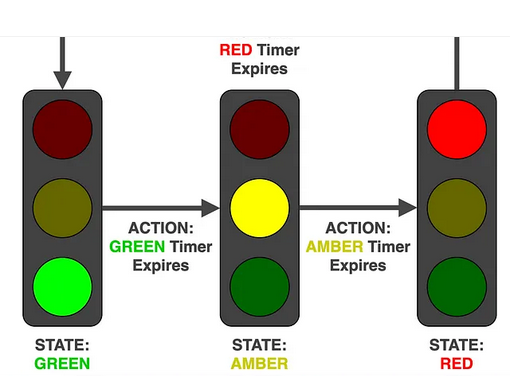 RED Timer
Expires
ACTION:
GREEN Timer
Expires
ACTION:
AMBER Timer
Expires
STATE:
GREEN
STATE:
AMBER
STATE:
RED